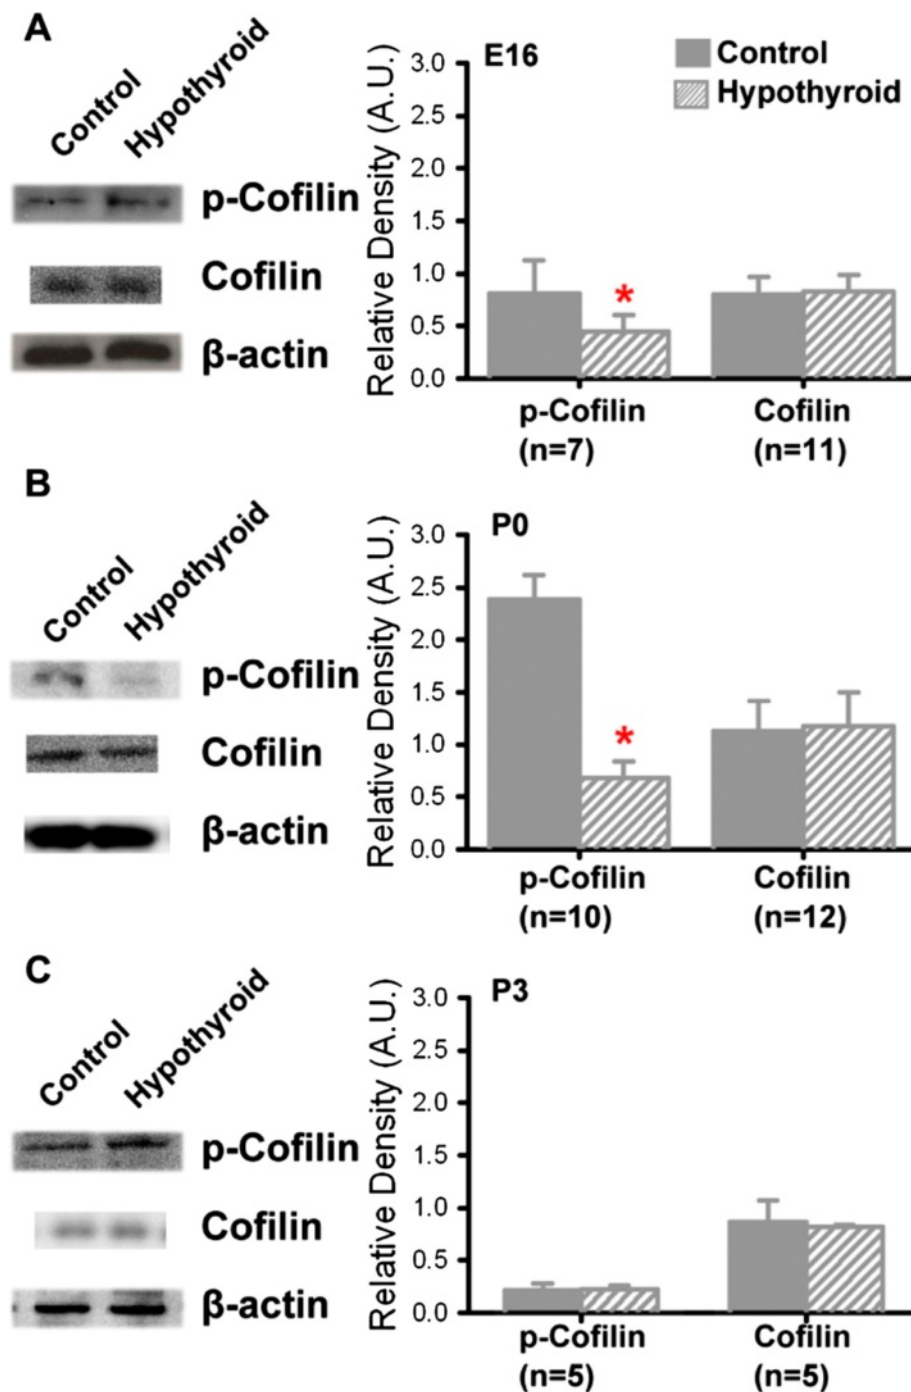 A
Control
Hypothyroid
p-Cofilin
Cofilin
β-actin
E16
Control
Hypothyroid
Relative Density (A.U.)
3.0
2.5
2.0
1.5
1.0
0.5
0.0
*
p-Cofilin
(n=7)
Cofilin
(n=11)
B
Control
Hypothyroid
p-Cofilin
Cofilin
β-actin
P0
Relative Density (A.U.)
3.0
2.5
2.0
1.5
1.0
0.5
0.0
*
p-Cofilin
(n=10)
Cofilin
(n=12)
C
Control
Hypothyroid
p-Cofilin
Cofilin
β-actin
P3
Relative Density (A.U.)
3.0
2.5
2.0
1.5
1.0
0.5
0.0
p-Cofilin
(n=5)
Cofilin
(n=5)